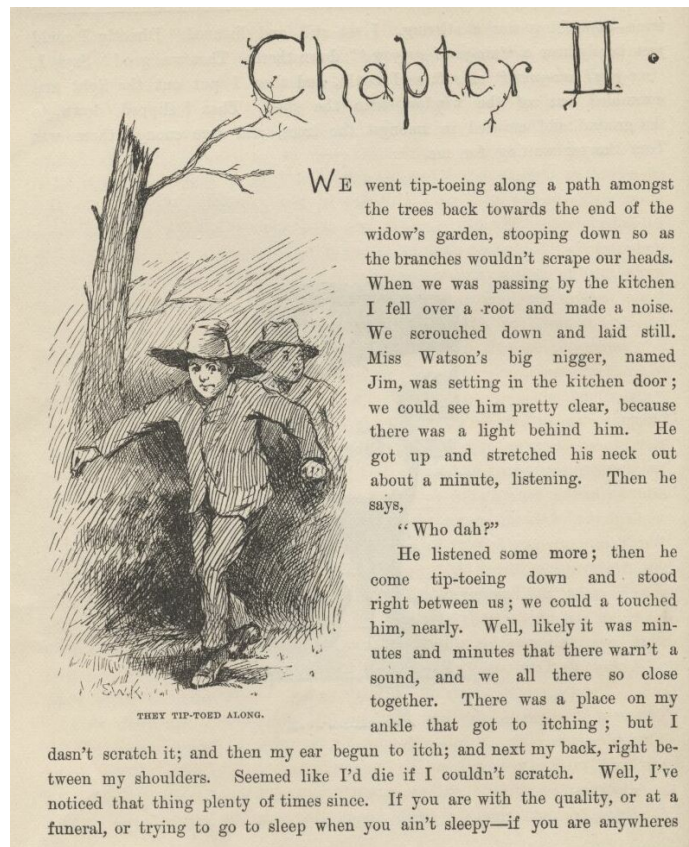 Chapter II.
WE went tip-toeing along a path amongst
the trees back towards the end of the
widow's garden, stooping down so as
the branches wouldn't scrape our heads.
When we was passing by the kitchen
I fell over a root and made a noise.
We scrouched down and laid still.
Miss Watson's big nigger, named
Jim, was setting in the kitchen door;
we could see him pretty clear, because
there was a light behind him. He
got up and stretched his neck out
about a minute, listening. Then he
says,
"Who dah?"
He listened some more; then he
come tip-toeing down and stood
right between us; we could a touched
him, nearly. Well, likely it was min-
utes and minutes that there warn't a
sound, and we all there so close
together. There was a place on my
ankle that got to itching; but I
dasn't scratch it; and then my ear begun to itch; and next my back, right be-
tween my shoulders. Seemed like I'd die if I couldn't scratch. Well, I've
noticed that thing plenty of times since. If you are with the quality, or at a
funeral, or trying to go to sleep when you ain't sleepy—if you are anywheres
E.W.K.
THEY TIP-TOED ALONG.